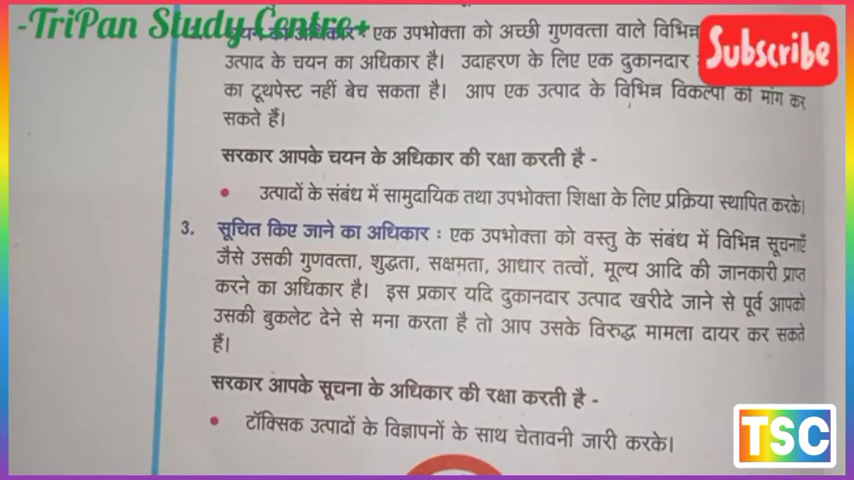 -TriPan Study Centre+
चयन का अधिकार : एक उपभोक्ता को अच्छी गुणवत्ता वाले
Subscribe
उत्पाद के चयन का अधिकार है। उदाहरण के लिए एक दुकानदार
का टूथपेस्ट नहीं बेच सकता है। आप एक उत्पाद के विभिन्न विकल्पों की मांग कर
सकते हैं।
सरकार आपके चयन के अधिकार की रक्षा करती है -
• उत्पादों के संबंध में सामुदायिक तथा उपभोक्ता शिक्षा के लिए प्रक्रिया स्थापित करके।
3. सूचित किए जाने का अधिकार : एक उपभोक्ता को वस्तु के संबंध में विभिन्न सूचनाएँ
जैसे उसकी गुणवत्ता, शुद्धता, सक्षमता, आधार तत्वों, मूल्य आदि की जानकारी प्राप्त
करने का अधिकार है। इस प्रकार यदि दुकानदार उत्पाद खरीदे जाने से पूर्व आपको
उसकी बुकलेट देने से मना करता है तो आप उसके विरुद्ध मामला दायर कर सकते
हैं।
सरकार आपके सूचना के अधिकार की रक्षा करती है -
• टॉक्सिक उत्पादों के विज्ञापनों के साथ चेतावनी जारी करके।
TSC